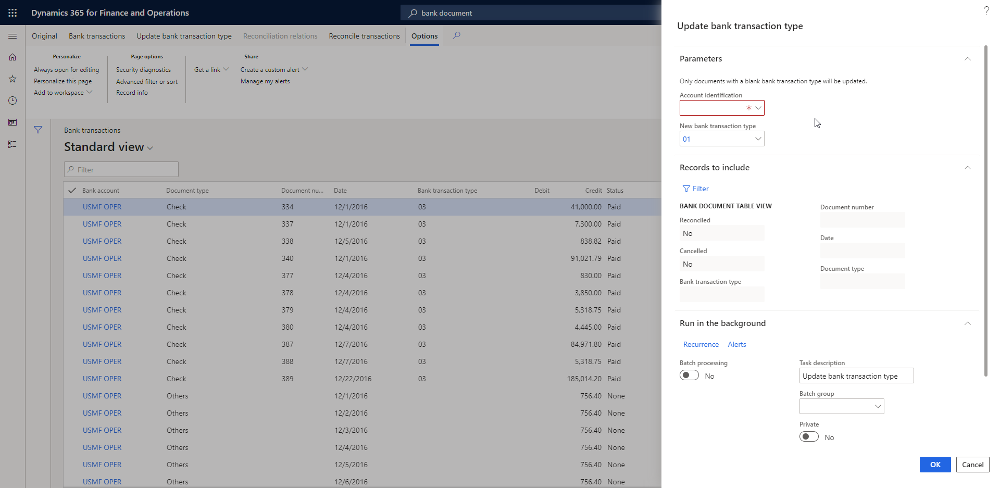 Dynamics 365 for Finance and Operations
bank document
?
Original Bank transactions Update bank transaction type Reconciliation relations Reconcile transactions Options
Personalize Page options Share
Always open for editing Security diagnostics Get a link Create a custom alert
Personalize this page Advanced filter or sort Manage my alerts
Add to workspace Record info
Bank transactions
Standard view
Filter
Bank account Document type Document nu... Date Bank transaction type Debit Credit Status
USMF OPER Check 334 12/1/2016 03 41,000.00 Paid
USMF OPER Check 337 12/1/2016 03 7,300.00 Paid
USMF OPER Check 338 12/5/2016 03 838.82 Paid
USMF OPER Check 340 12/1/2016 03 91,021.79 Paid
USMF OPER Check 377 12/4/2016 03 830.00 Paid
USMF OPER Check 378 12/4/2016 03 3,850.00 Paid
USMF OPER Check 379 12/4/2016 03 5,318.75 Paid
USMF OPER Check 380 12/4/2016 03 4,445.00 Paid
USMF OPER Check 387 12/7/2016 03 84,971.80 Paid
USMF OPER Check 388 12/7/2016 03 5,318.75 Paid
USMF OPER Check 389 12/22/2016 03 185,014.20 Paid
USMF OPER Others 12/1/2016 756.40 None
USMF OPER Others 12/2/2016 756.40 None
USMF OPER Others 12/3/2016 756.40 None
USMF OPER Others 12/4/2016 756.40 None
USMF OPER Others 12/5/2016 756.40 None
USMF OPER Others 12/6/2016 756.40 None
Update bank transaction type
Parameters
Only documents with a blank bank transaction type will be updated.
Account identification
*
New bank transaction type
01
Records to include
Filter
BANK DOCUMENT TABLE VIEW
Reconciled
No
Cancelled
No
Bank transaction type
Document number
Date
Document type
Run in the background
Recurrence Alerts
Batch processing
No
Task description
Update bank transaction type
Batch group
Private
No
OK Cancel